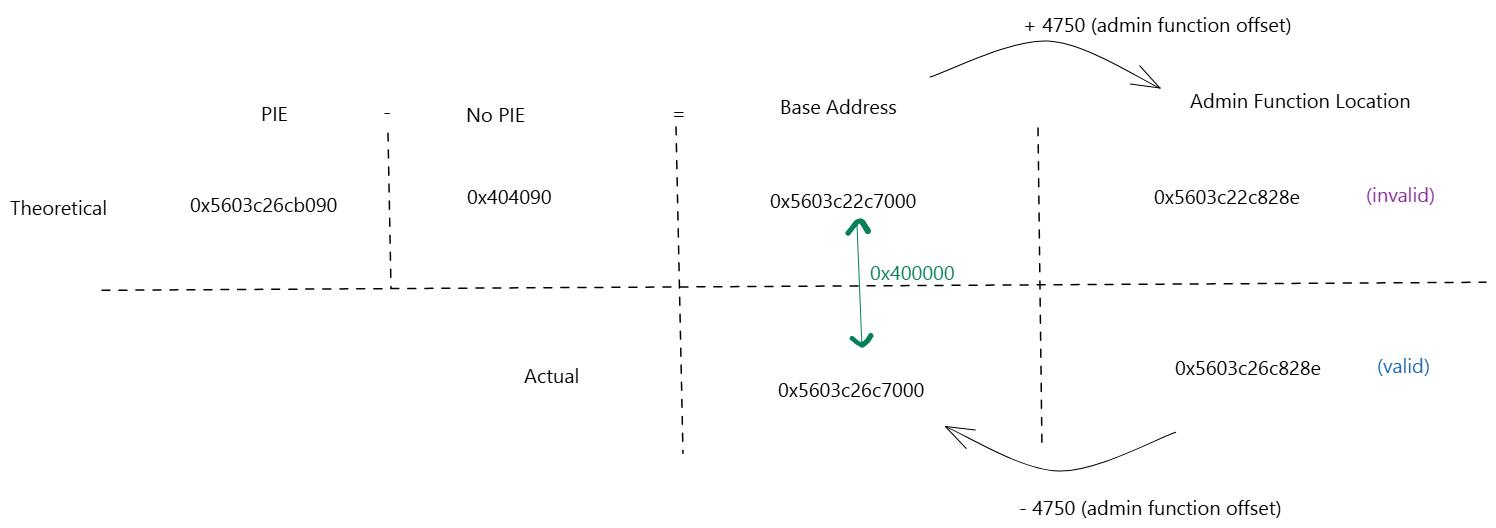 + 4750 (admin function offset)
PIE - No PIE = Base Address Admin Function Location
Theoretical 0x5603c26cb090 0x404090 0x5603c22c7000 0x5603c22c828e (invalid)
0x400000
Actual 0x5603c26c7000 0x5603c26c828e (valid)
- 4750 (admin function offset)